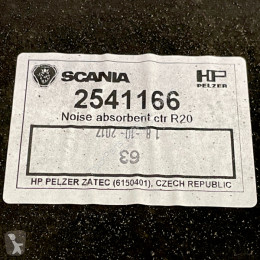 SCANIA HP
PELZER
2541166
Noise absorbent ctr R20
18-10-2017
63
HP PELZER ZATEC (6150401), CZECH REPUBLIC